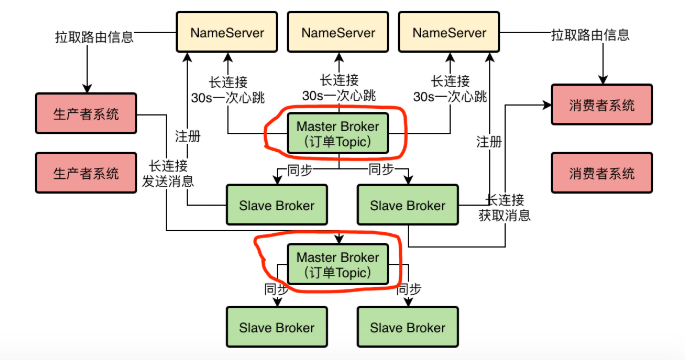 拉取路由信息
NameServer
NameServer
NameServer
拉取路由信息
长连接
30s一次心跳
长连接
30s一次心跳
长连接
30s一次心跳
生产者系统
消费者系统
Master Broker
（订单Topic）
注册
注册
同步
同步
生产者系统
消费者系统
长连接
发送消息
Slave Broker
Slave Broker
长连接
获取消息
Master Broker
（订单Topic）
同步
同步
Slave Broker
Slave Broker